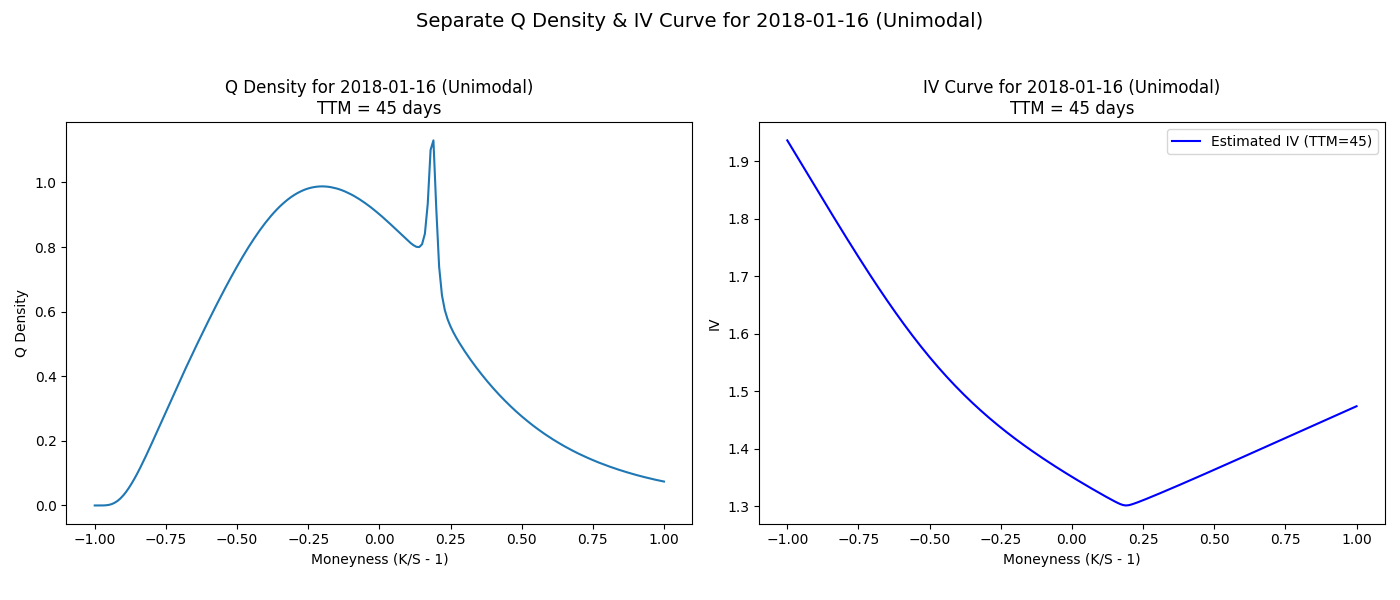 Separate Q Density & IV Curve for 2018-01-16 (Unimodal)
Q Density for 2018-01-16 (Unimodal)
TTM = 45 days
Q Density
1.0
0.8
0.6
0.4
0.2
0.0
−1.00 −0.75 −0.50 −0.25 0.00 0.25 0.50 0.75 1.00
Moneyness (K/S - 1)
IV Curve for 2018-01-16 (Unimodal)
TTM = 45 days
Estimated IV (TTM=45)
IV
1.9
1.8
1.7
1.6
1.5
1.4
1.3
−1.00 −0.75 −0.50 −0.25 0.00 0.25 0.50 0.75 1.00
Moneyness (K/S - 1)